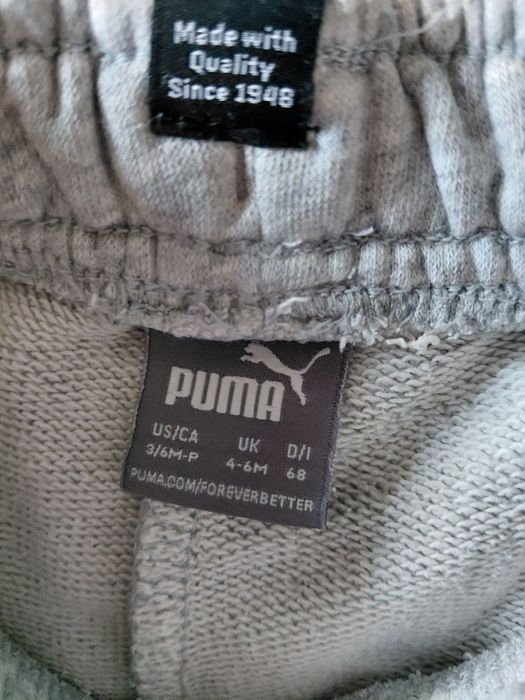 Made with
Quality
Since 1948
PUMA
US/CA UK D/I
3/6M-P 4-6M 68
PUMA.COM/FOREVERBETTER